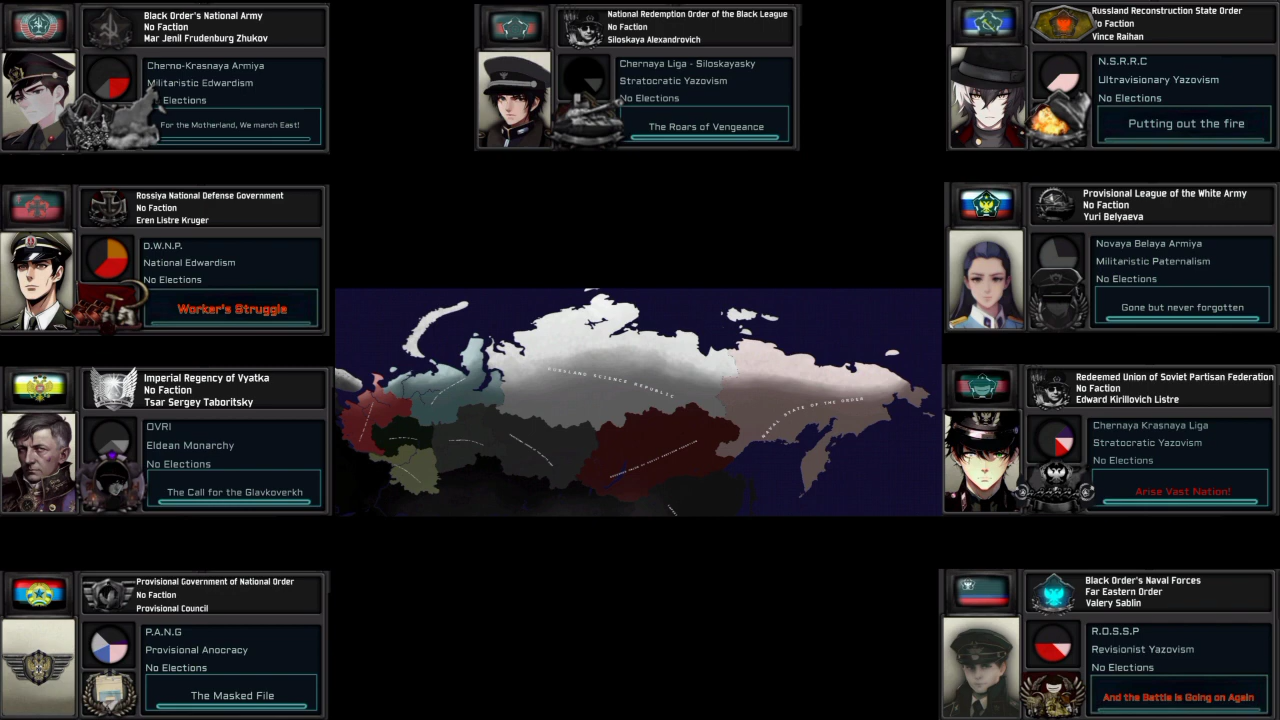 Black Order's National Army
No Faction
Mar Jenil Frudenburg Zhukov
Cherno-Krasnaya Armiya
Militaristic Edwardism
Elections
For the Motherland, We march East!
National Redemption Order of the Black League
No Faction
Siloskaya Alexandrovich
Chernaya Liga - Siloskayasky
Stratocratic Yazovism
No Elections
The Roars of Vengeance
Russland Reconstruction State Order
No Faction
Vince Raihan
N.S.R.R.C
Ultravisionary Yazovism
No Elections
Putting out the fire
Rossiya National Defense Government
No Faction
Eren Listre Kruger
D.W.N.P.
National Edwardism
No Elections
Worker's Struggle
Provisional League of the White Army
No Faction
Yuri Belyaeva
Novaya Belaya Armiya
Militaristic Paternalism
No Elections
Gone but never forgotten
Imperial Regency of Vyatka
No Faction
Tsar Sergey Taboritsky
OVRI
Eldean Monarchy
No Elections
The Call for the Glavkoverkh
RUSSLAND SCIENCE REPUBLIC
NAVAL STATE OF THE ORDER
Redeemed Union of Soviet Partisan Federation
No Faction
Edward Kirillovich Listre
Chernaya Krasnaya Liga
Stratocratic Yazovism
No Elections
Arise Vast Nation!
Provisional Government of National Order
No Faction
Provisional Council
P.A.N.G
Provisional Anocracy
No Elections
The Masked File
Black Order's Naval Forces
Far Eastern Order
Valery Sablin
R.O.S.S.P
Revisionist Yazovism
No Elections
And the Battle is Going on Again